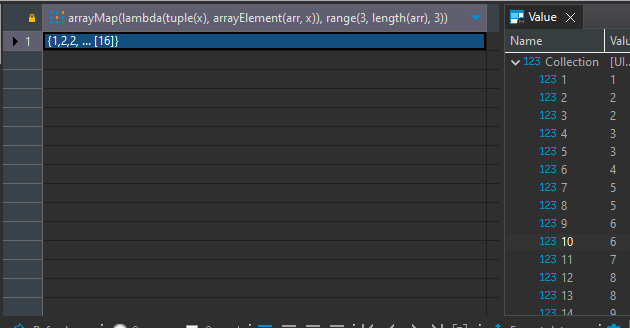 arrayMap(lambda(tuple(x), arrayElement(arr, x)), range(3, length(arr), 3))
1 {1,2,2, ... [16]}
Value
Name Valu
123 Collection [UI...
123 1 1
123 2 2
123 3 2
123 4 3
123 5 3
123 6 4
123 7 5
123 8 5
123 9 6
123 10 6
123 11 7
123 12 8
123 13 8
123 14 9